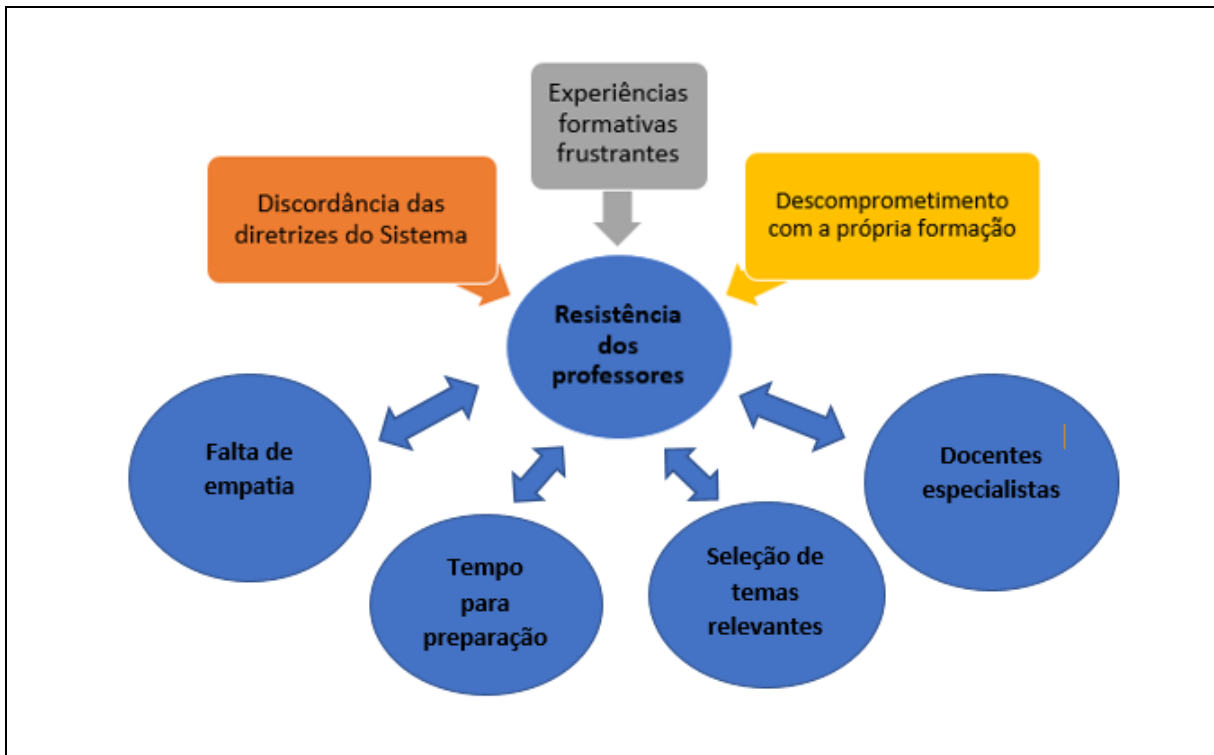 Experiências
formativas
frustrantes
Discordância das
diretrizes do Sistema
Descomprometimento
com a própria formação
Resistência
dos
professores
Falta de
empatia
Tempo
para
preparação
Seleção de
temas
relevantes
Docentes
especialistas